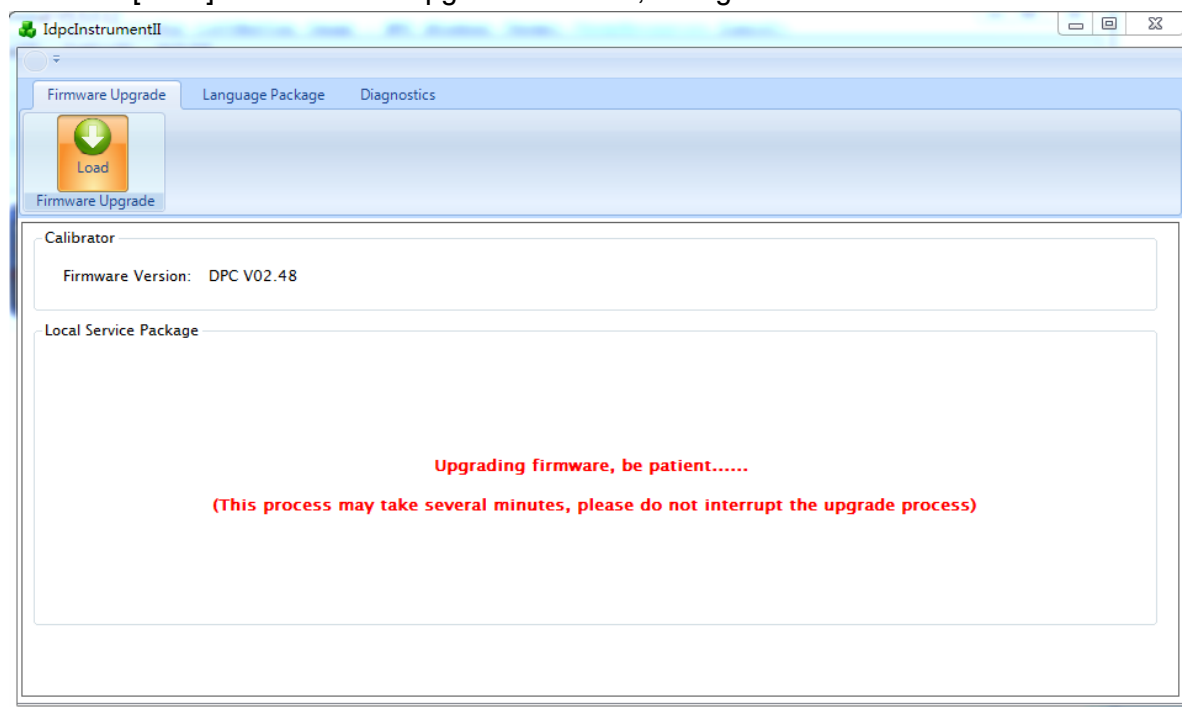 IdpcInstrumentII
Firmware Upgrade Language Package Diagnostics
Load
Firmware Upgrade
Calibrator
Firmware Version: DPC V02.48
Local Service Package
Upgrading firmware, be patient......
(This process may take several minutes, please do not interrupt the upgrade process)